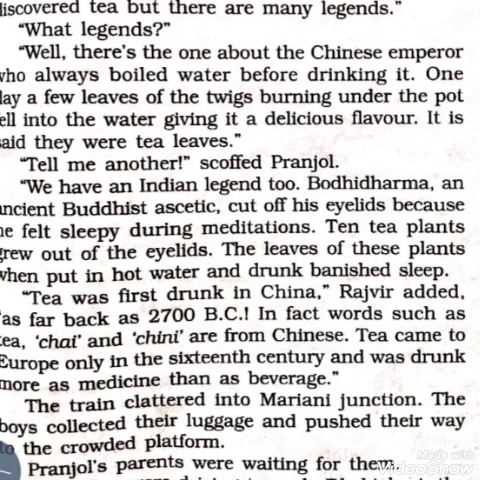 discovered tea but there are many legends."
"What legends?"
"Well, there's the one about the Chinese emperor
who always boiled water before drinking it. One
day a few leaves of the twigs burning under the pot
fell into the water giving it a delicious flavour. It is
said they were tea leaves."
"Tell me another!" scoffed Pranjol.
"We have an Indian legend too. Bodhidharma, an
ancient Buddhist ascetic, cut off his eyelids because
he felt sleepy during meditations. Ten tea plants
grew out of the eyelids. The leaves of these plants
when put in hot water and drunk banished sleep.
"Tea was first drunk in China," Rajvir added,
"as far back as 2700 B.C.! In fact words such as
tea, 'chai' and 'chini' are from Chinese. Tea came to
Europe only in the sixteenth century and was drunk
more as medicine than as beverage."
The train clattered into Mariani junction. The
boys collected their luggage and pushed their way
to the crowded platform.
Pranjol's parents were waiting for them.
Made with
VideoShow